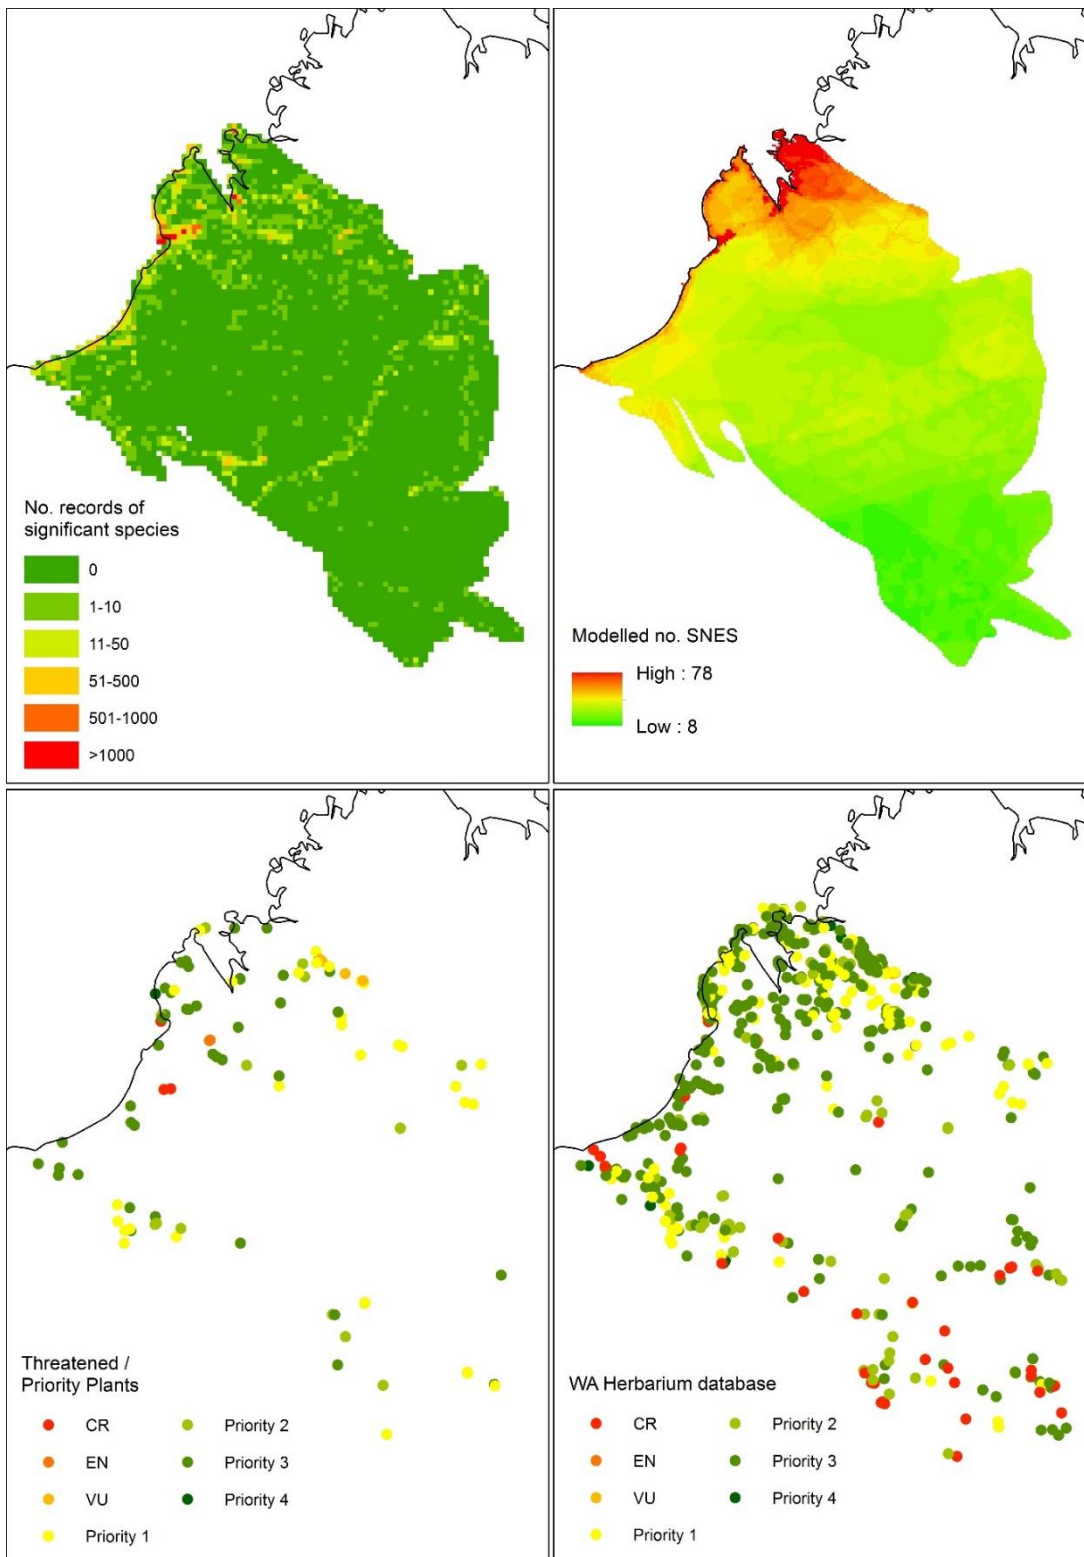 No. records of
significant species
0
1-10
11-50
51-500
501-1000
>1000
Modelled no. SNES
High : 78
Low : 8
Threatened /
Priority Plants
CR
Priority 2
EN
Priority 3
VU
Priority 4
Priority 1
WA Herbarium database
CR
Priority 2
EN
Priority 3
VU
Priority 4
Priority 1